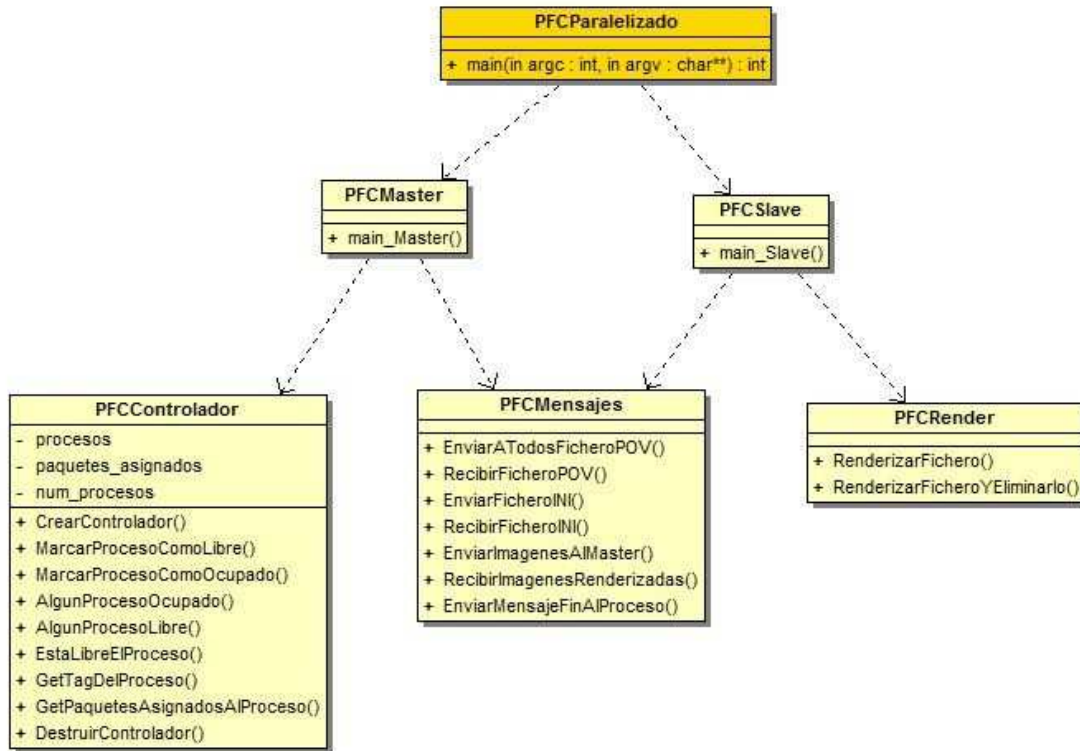 PFCParalelizado
+ main(in argc : int, in argv : char**) : int
PFCMaster
+ main_Master()
PFCSlave
+ main_Slave()
PFCControlador
- procesos
- paquetes_asignados
- num_procesos
+ CrearControlador()
+ MarcarProcesoComoLibre()
+ MarcarProcesoComoOcupado()
+ AlgunProcesoOcupado()
+ AlgunProcesoLibre()
+ EstaLibreElProceso()
+ GetTagDelProceso()
+ GetPaquetesAsignadosAlProceso()
+ DestruirControlador()
PFCMensajes
+ EnviarATodosFicheroPOV()
+ RecibirFicheroPOV()
+ EnviarFicheroINI()
+ RecibirFicheroINI()
+ EnviarImagenesAlMaster()
+ RecibirImagenesRenderizadas()
+ EnviarMensajeFinAlProceso()
PFCRender
+ RenderizarFichero()
+ RenderizarFicheroYEliminarlo()